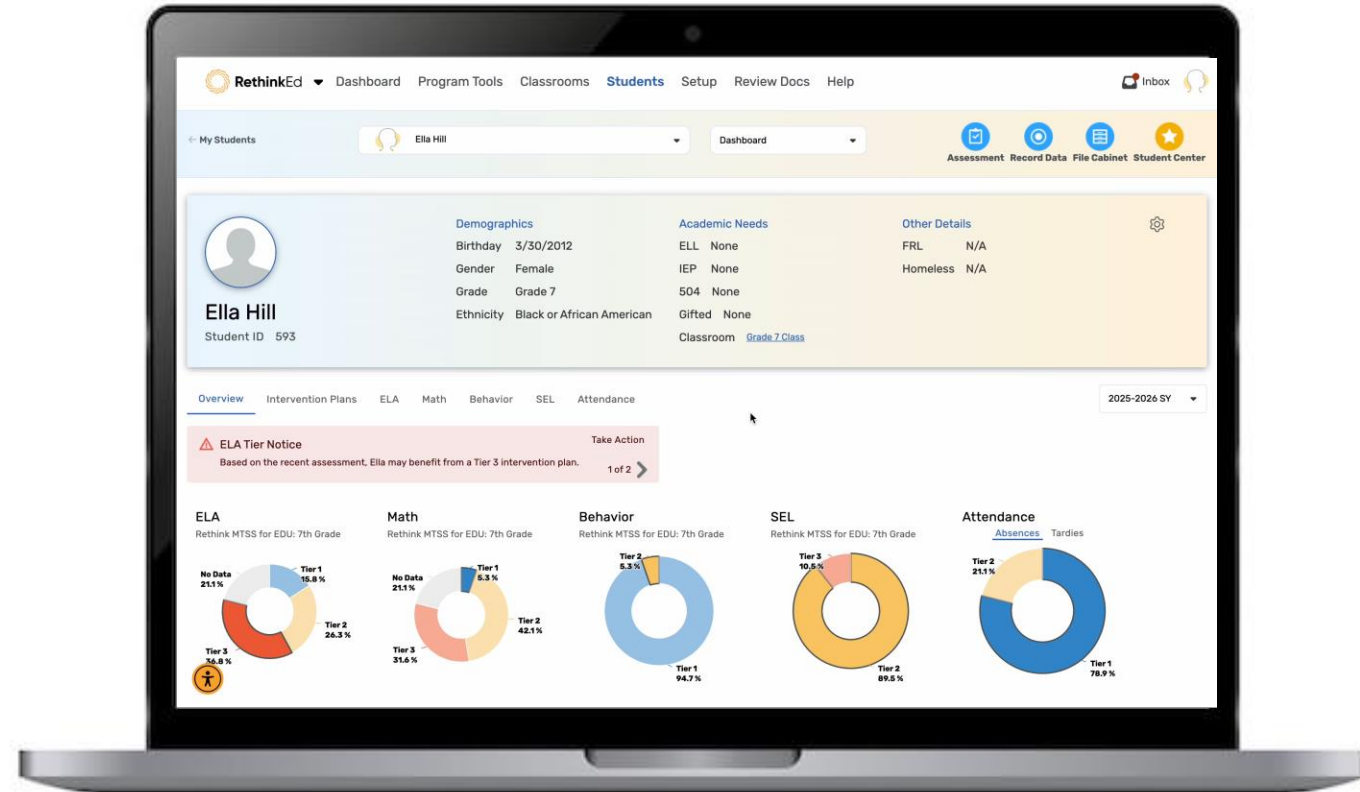 RethinkEd Dashboard Program Tools Classrooms Students Setup Review Docs Help Inbox
← My Students Ella Hill Dashboard Assessment Record Data File Cabinet Student Center
Demographics Academic Needs Other Details
Birthday 3/30/2012 ELL None FRL N/A
Gender Female IEP None Homeless N/A
Grade Grade 7 504 None
Ella Hill Ethnicity Black or African American Gifted None
Student ID 593 Classroom Grade 7 Class
Overview Intervention Plans ELA Math Behavior SEL Attendance 2025-2026 SY
ELA Tier Notice Take Action
Based on the recent assessment, Ella may benefit from a Tier 3 intervention plan. 1 of 2
ELA
Rethink MTSS for EDU: 7th Grade
No Data
21.1 %
Tier 1
15.8 %
Tier 2
26.3 %
Tier 3
36.8 %
Math
Rethink MTSS for EDU: 7th Grade
No Data
21.1 %
Tier 1
5.3 %
Tier 2
42.1 %
Tier 3
31.6 %
Behavior
Rethink MTSS for EDU: 7th Grade
Tier 2
5.3 %
Tier 1
94.7 %
SEL
Rethink MTSS for EDU: 7th Grade
Tier 3
10.5 %
Tier 2
89.5 %
Attendance
Absences Tardies
Tier 2
21.1 %
Tier 1
78.9 %